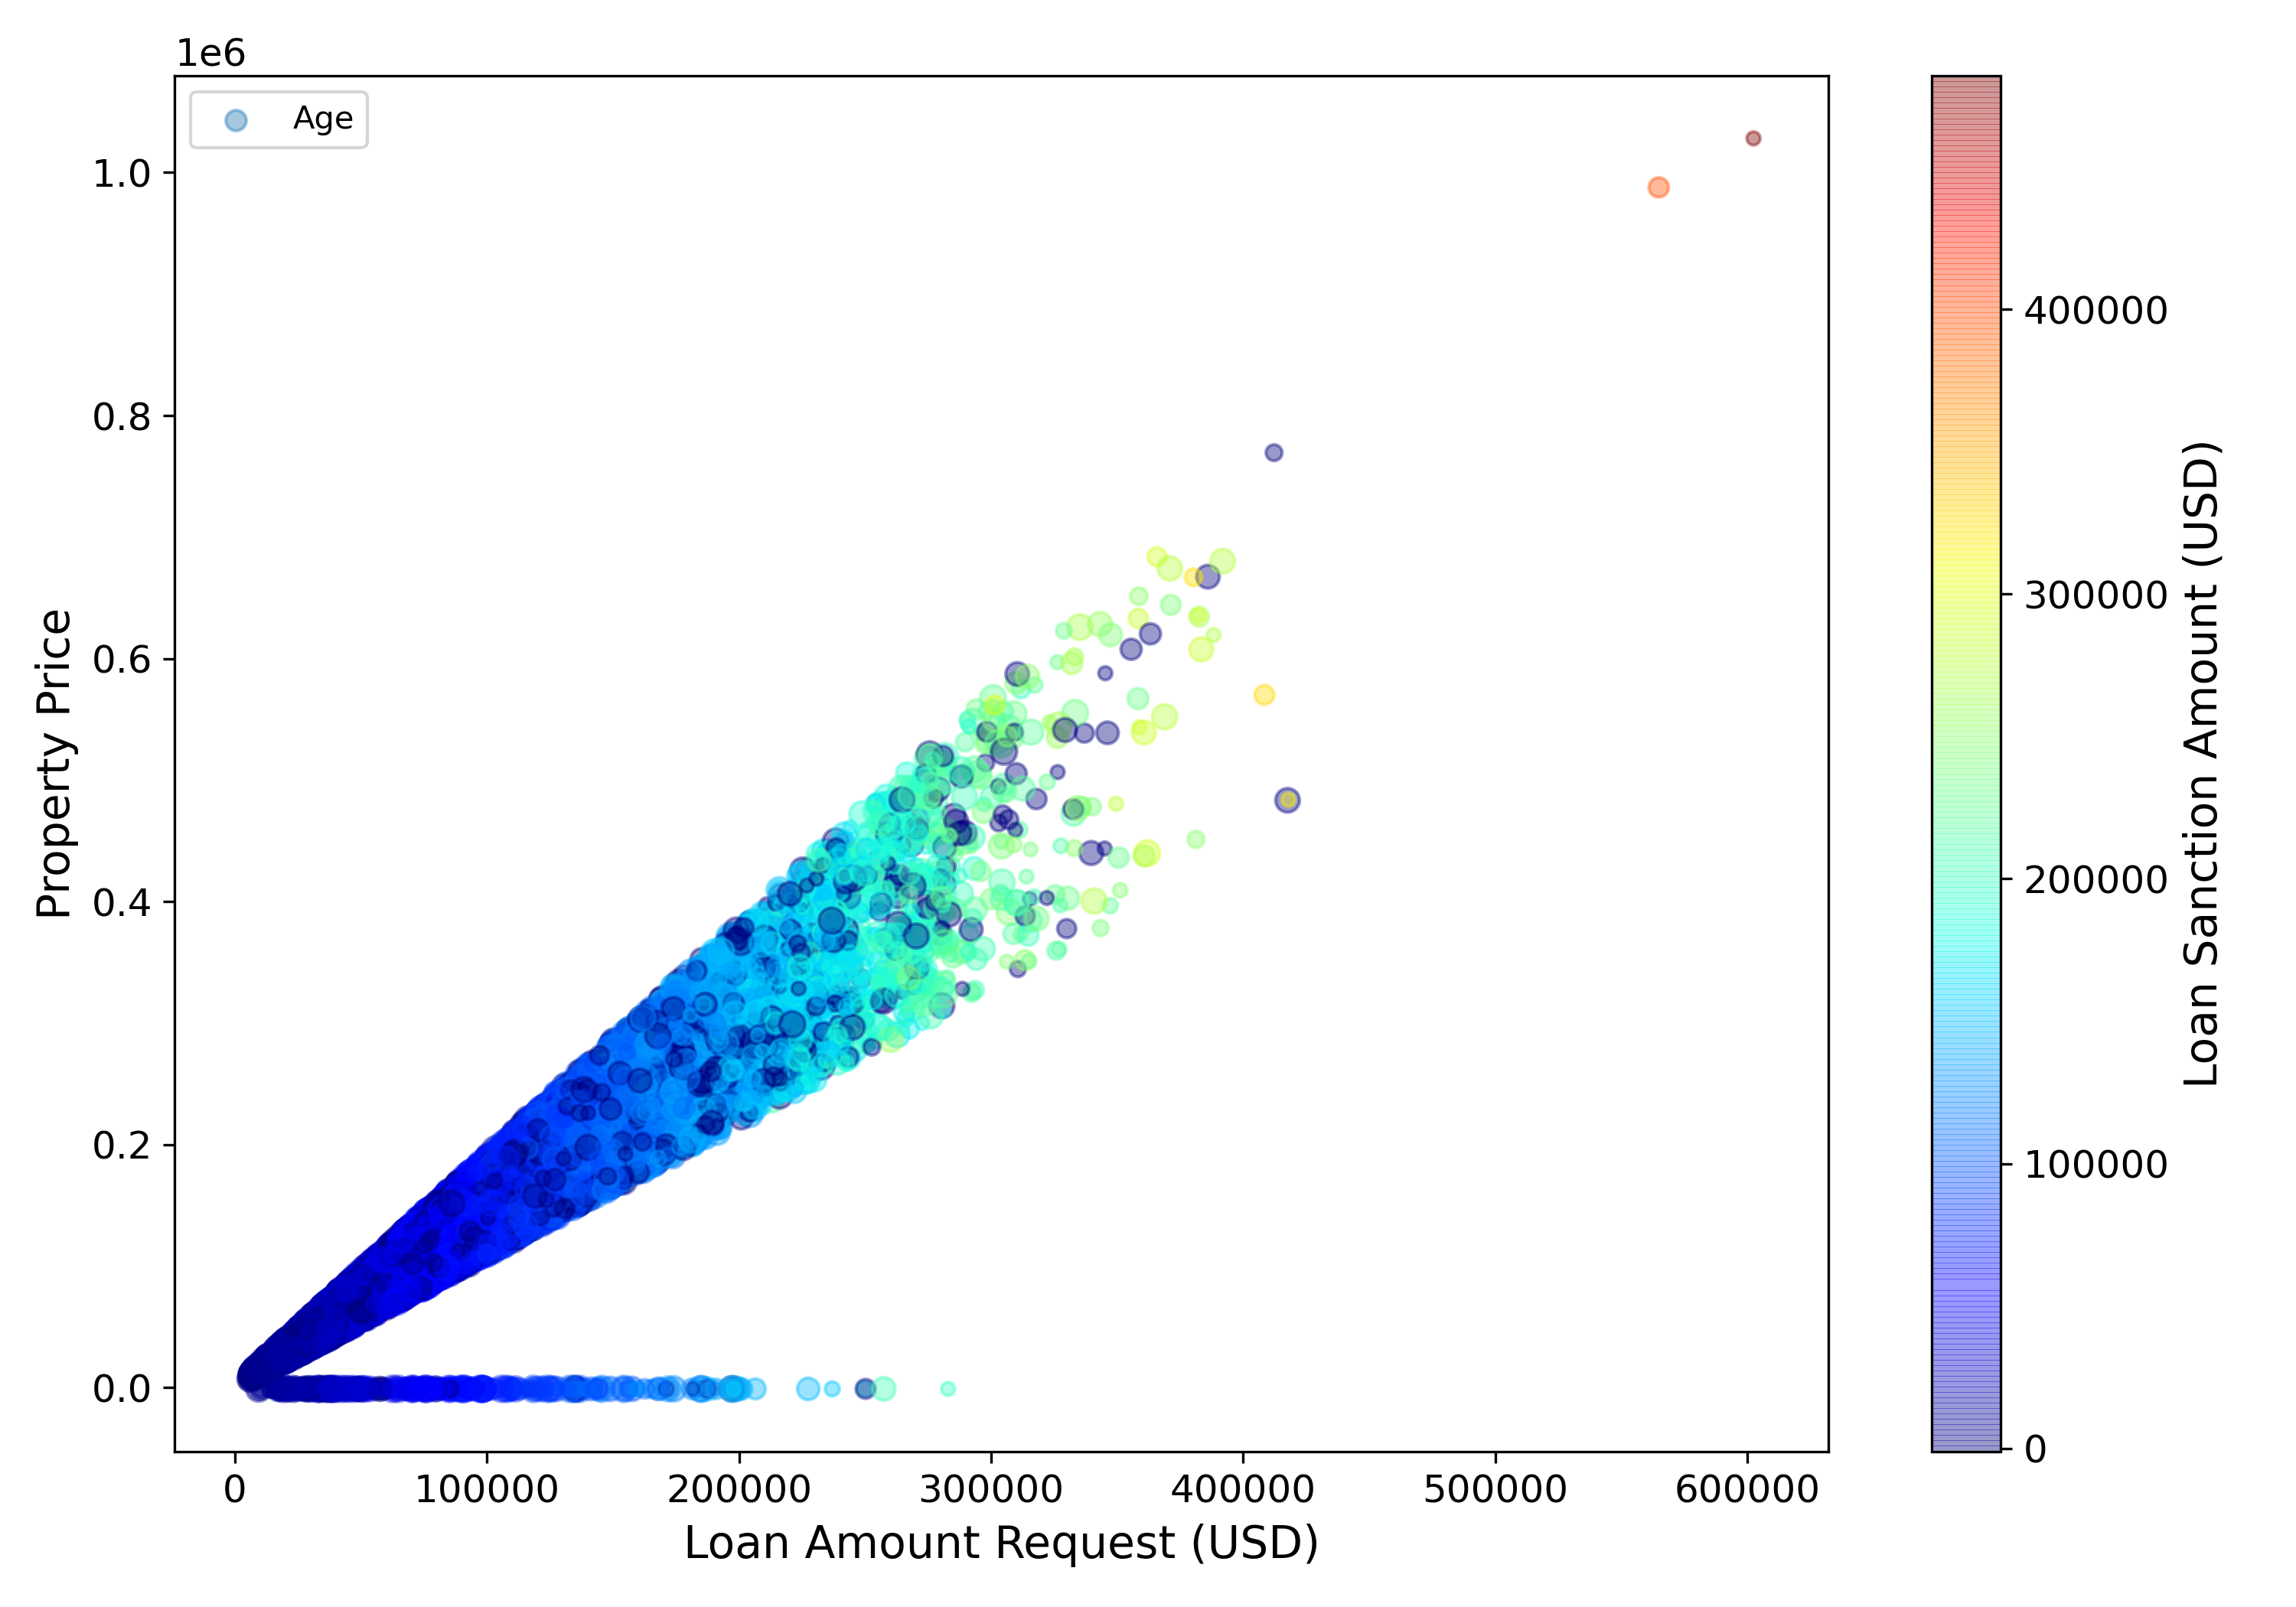 1e6
Age
1.0
0.8
0.6
0.4
0.2
0.0
Property Price
0 100000 200000 300000 400000 500000 600000
Loan Amount Request (USD)
400000
300000
200000
100000
0
Loan Sanction Amount (USD)